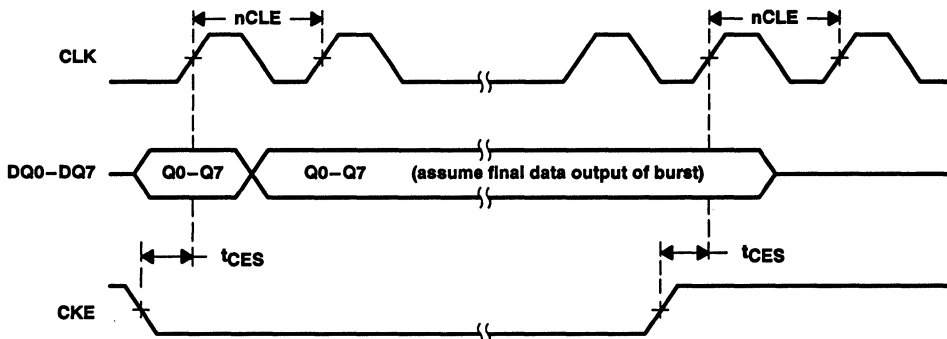 nCLE nCLE
CLK
DQ0–DQ7 Q0–Q7 Q0–Q7 (assume final data output of burst)
tCES tCES
CKE